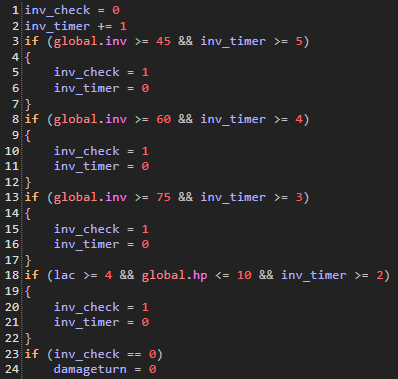 1 inv_check = 0
2 inv_timer += 1
3 if (global.inv >= 45 && inv_timer >= 5)
4 {
5     inv_check = 1
6     inv_timer = 0
7 }
8 if (global.inv >= 60 && inv_timer >= 4)
9 {
10     inv_check = 1
11     inv_timer = 0
12 }
13 if (global.inv >= 75 && inv_timer >= 3)
14 {
15     inv_check = 1
16     inv_timer = 0
17 }
18 if (lac >= 4 && global.hp <= 10 && inv_timer >= 2)
19 {
20     inv_check = 1
21     inv_timer = 0
22 }
23 if (inv_check == 0)
24     damageturn = 0